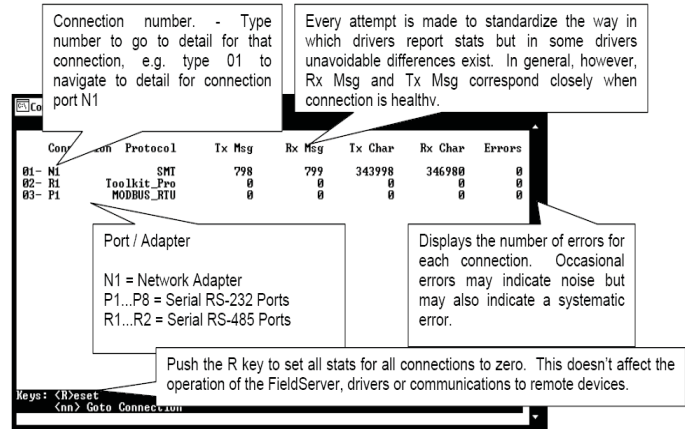 Connection number. - Type
number to go to detail for that
connection, e.g. type 01 to
navigate to detail for connection
port N1
Every attempt is made to standardize the way in
which drivers report stats but in some drivers
unavoidable differences exist. In general, however,
Rx Msg and Tx Msg correspond closely when
connection is healthy.
Co
Con ion Protocol Tx Msg Rx Msg Tx Char Rx Char Errors
01- N1 SMT 798 799 343998 346980 0
02- R1 Toolkit_Pro 0 0 0 0 0
03- P1 MODBUS_RTU 0 0 0 0 0
Port / Adapter
N1 = Network Adapter
P1...P8 = Serial RS-232 Ports
R1...R2 = Serial RS-485 Ports
Displays the number of errors for
each connection. Occasional
errors may indicate noise but
may also indicate a systematic
error.
Push the R key to set all stats for all connections to zero. This doesn't affect the
operation of the FieldServer, drivers or communications to remote devices.
Keys: <R>eset
<nn> Goto Connection